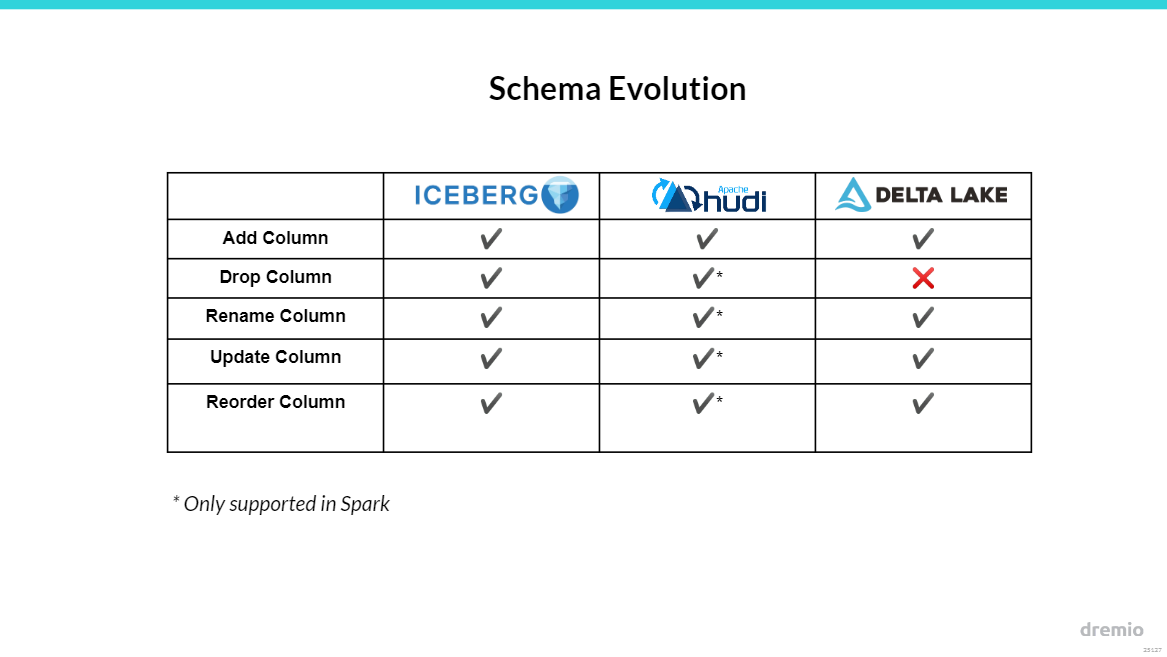 Schema Evolution
ICEBERG Apache hudi DELTA LAKE
Add Column ✔ ✔ ✔
Drop Column ✔ ✔* ❌
Rename Column ✔ ✔* ✔
Update Column ✔ ✔* ✔
Reorder Column ✔ ✔* ✔
* Only supported in Spark
dremio